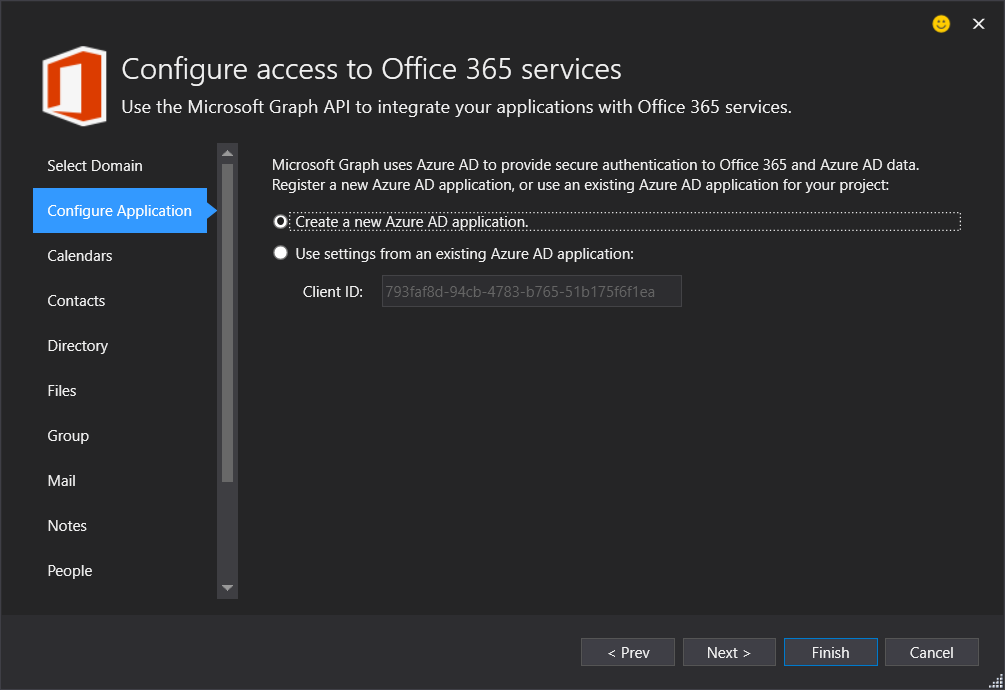 Configure access to Office 365 services
Use the Microsoft Graph API to integrate your applications with Office 365 services.
Select Domain
Configure Application
Calendars
Contacts
Directory
Files
Group
Mail
Notes
People
Microsoft Graph uses Azure AD to provide secure authentication to Office 365 and Azure AD data.
Register a new Azure AD application, or use an existing Azure AD application for your project:
Create a new Azure AD application.
Use settings from an existing Azure AD application:
Client ID: 793faf8d-94cb-4783-b765-51b175f6f1ea
< Prev
Next >
Finish
Cancel